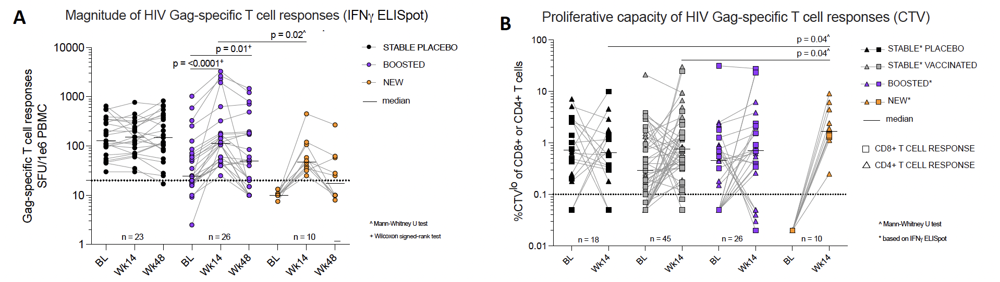 A
Magnitude of HIV Gag-specific T cell responses (IFNγ ELISpot)
Gag-specific T cell responses
SFU/1e6 PBMC
10000
1000
100
10
1
p = 0.02^
p = 0.01+
p = <0.0001+
STABLE PLACEBO
BOOSTED
NEW
median
^ Mann-Whitney U test
+ Wilcoxon signed-rank test
n = 23
n = 26
n = 10
BL
Wk14
Wk48
BL
Wk14
Wk48
BL
Wk14
Wk48
B
Proliferative capacity of HIV Gag-specific T cell responses (CTV)
%CTVlo of CD8+ or CD4+ T cells
100
10
1
0.1
0.01
p = 0.04^
p = 0.04^
STABLE* PLACEBO
STABLE* VACCINATED
BOOSTED*
NEW*
median
CD8+ T CELL RESPONSE
CD4+ T CELL RESPONSE
^ Mann-Whitney U test
* based on IFNγ ELISpot
n = 18
n = 45
n = 26
n = 10
BL
Wk14
BL
Wk14
BL
Wk14
BL
Wk14